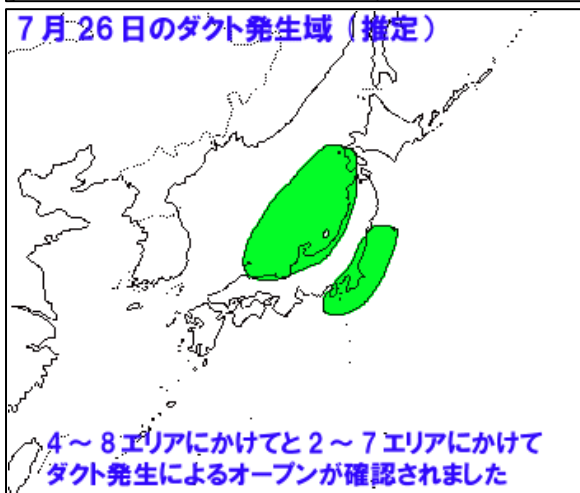 7月26日のダクト発生域(推定)
4～8エリアにかけてと2～7エリアにかけて
ダクト発生によるオープンが確認されました